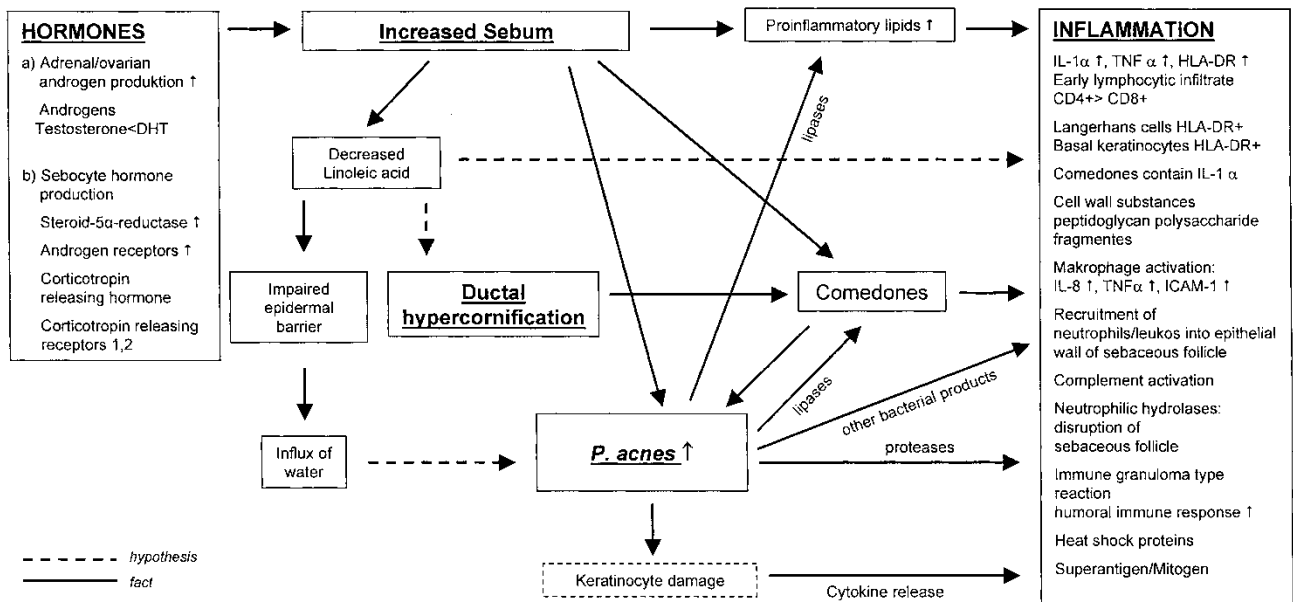 HORMONES
a) Adrenal/ovarian
androgen produktion ↑
Androgens
Testosterone<DHT
b) Sebocyte hormone
production
Steroid-5α-reductase ↑
Androgen receptors ↑
Corticotropin
releasing hormone
Corticotropin releasing
receptors 1,2
Increased Sebum
Proinflammatory lipids ↑
lipases
Decreased
Linoleic acid
Impaired
epidermal
barrier
Ductal
hypercornification
Comedones
lipases
other bacterial products
Influx of
water
P. acnes ↑
proteases
Keratinocyte damage
Cytokine release
INFLAMMATION
IL-1α ↑, TNF α ↑, HLA-DR ↑
Early lymphocytic infiltrate
CD4+> CD8+
Langerhans cells HLA-DR+
Basal keratinocytes HLA-DR+
Comedones contain IL-1 α
Cell wall substances
peptidoglycan polysaccharide
fragmentes
Makrophage activation:
IL-8 ↑, TNFα ↑, ICAM-1 ↑
Recruitment of
neutrophils/leukos into epithelial
wall of sebaceous follicle
Complement activation
Neutrophilic hydrolases:
disruption of
sebaceous follicle
Immune granuloma type
reaction
humoral immune response ↑
Heat shock proteins
Superantigen/Mitogen
hypothesis
fact